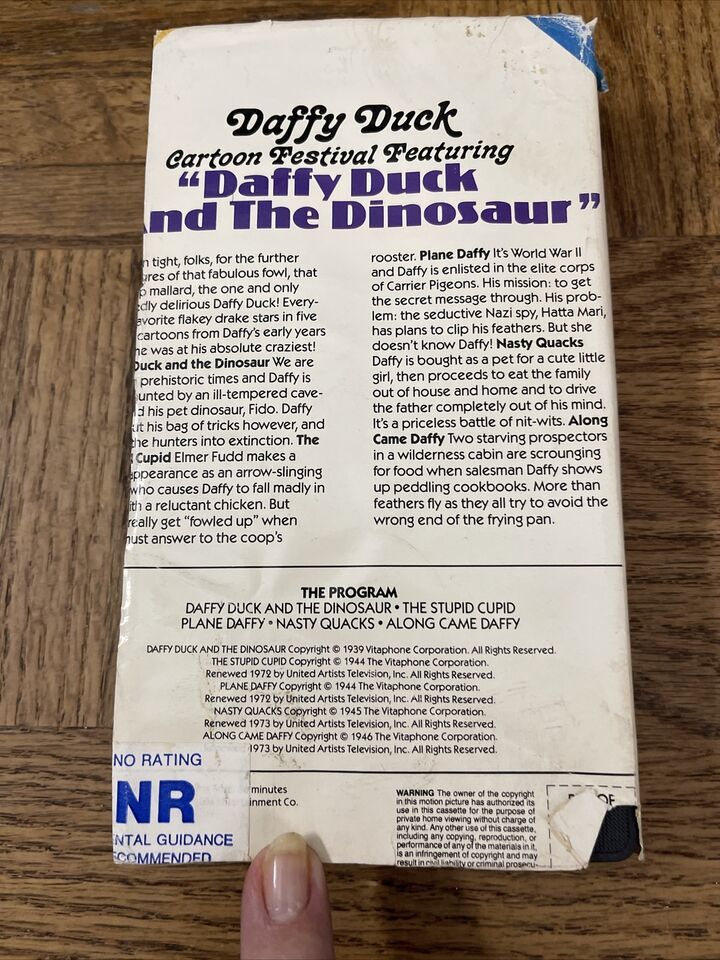 Daffy Duck
Cartoon Festival Featuring
"Daffy Duck
nd The Dinosaur"
n tight, folks, for the further
res of that fabulous fowl, that
p mallard, the one and only
dly delirious Daffy Duck! Every-
avorite flakey drake stars in five
cartoons from Daffy's early years
he was at his absolute craziest!
Duck and the Dinosaur We are
prehistoric times and Daffy is
unted by an ill-tempered cave-
d his pet dinosaur, Fido. Daffy
ut his bag of tricks however, and
the hunters into extinction. The
Cupid Elmer Fudd makes a
ppearance as an arrow-slinging
who causes Daffy to fall madly in
ith a reluctant chicken. But
really get "fowled up" when
must answer to the coop's
rooster. Plane Daffy It's World War II
and Daffy is enlisted in the elite corps
of Carrier Pigeons. His mission: to get
the secret message through. His prob-
lem: the seductive Nazi spy, Hatta Mari,
has plans to clip his feathers. But she
doesn't know Daffy! Nasty Quacks
Daffy is bought as a pet for a cute little
girl, then proceeds to eat the family
out of house and home and to drive
the father completely out of his mind.
It's a priceless battle of nit-wits. Along
Came Daffy Two starving prospectors
in a wilderness cabin are scrounging
for food when salesman Daffy shows
up peddling cookbooks. More than
feathers fly as they all try to avoid the
wrong end of the frying pan.
THE PROGRAM
DAFFY DUCK AND THE DINOSAUR • THE STUPID CUPID
PLANE DAFFY • NASTY QUACKS • ALONG CAME DAFFY
DAFFY DUCK AND THE DINOSAUR Copyright © 1939 Vitaphone Corporation. All Rights Reserved.
THE STUPID CUPID Copyright © 1944 The Vitaphone Corporation.
Renewed 1972 by United Artists Television, Inc. All Rights Reserved.
PLANE DAFFY Copyright © 1944 The Vitaphone Corporation.
Renewed 1972 by United Artists Television, Inc. All Rights Reserved.
NASTY QUACKS Copyright © 1945 The Vitaphone Corporation.
Renewed 1973 by United Artists Television, Inc. All Rights Reserved.
ALONG CAME DAFFY Copyright © 1946 The Vitaphone Corporation.
1973 by United Artists Television, Inc. All Rights Reserved.
NO RATING
NR
ENTAL GUIDANCE
COMMENDED
minutes
inment Co.
WARNING The owner of the copyright
in this motion picture has authorized its
use in this cassette for the purpose of
private home viewing without charge of
any kind. Any other use of this cassette,
including any copying, reproduction, or
performance of any of the materials in it,
is an infringement of copyright and may
result in civil liability or criminal prosecu-